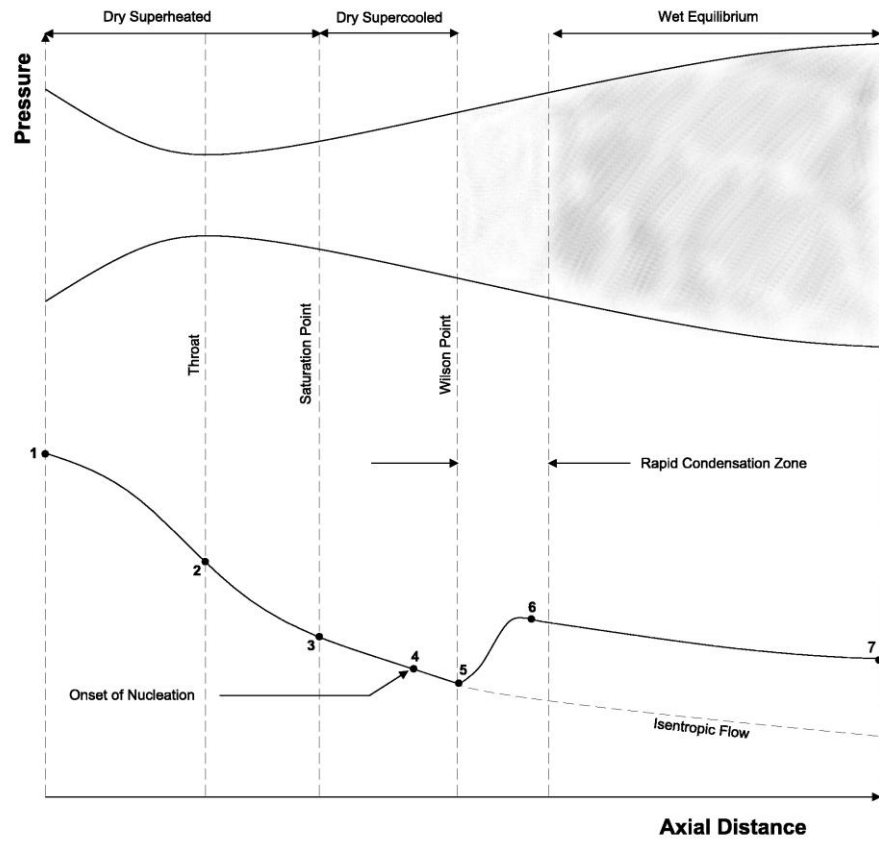 Dry Superheated
Dry Supercooled
Wet Equilibrium
Pressure
Throat
Saturation Point
Wilson Point
1
Rapid Condensation Zone
2
3
4
5
6
7
Onset of Nucleation
Isentropic Flow
Axial Distance